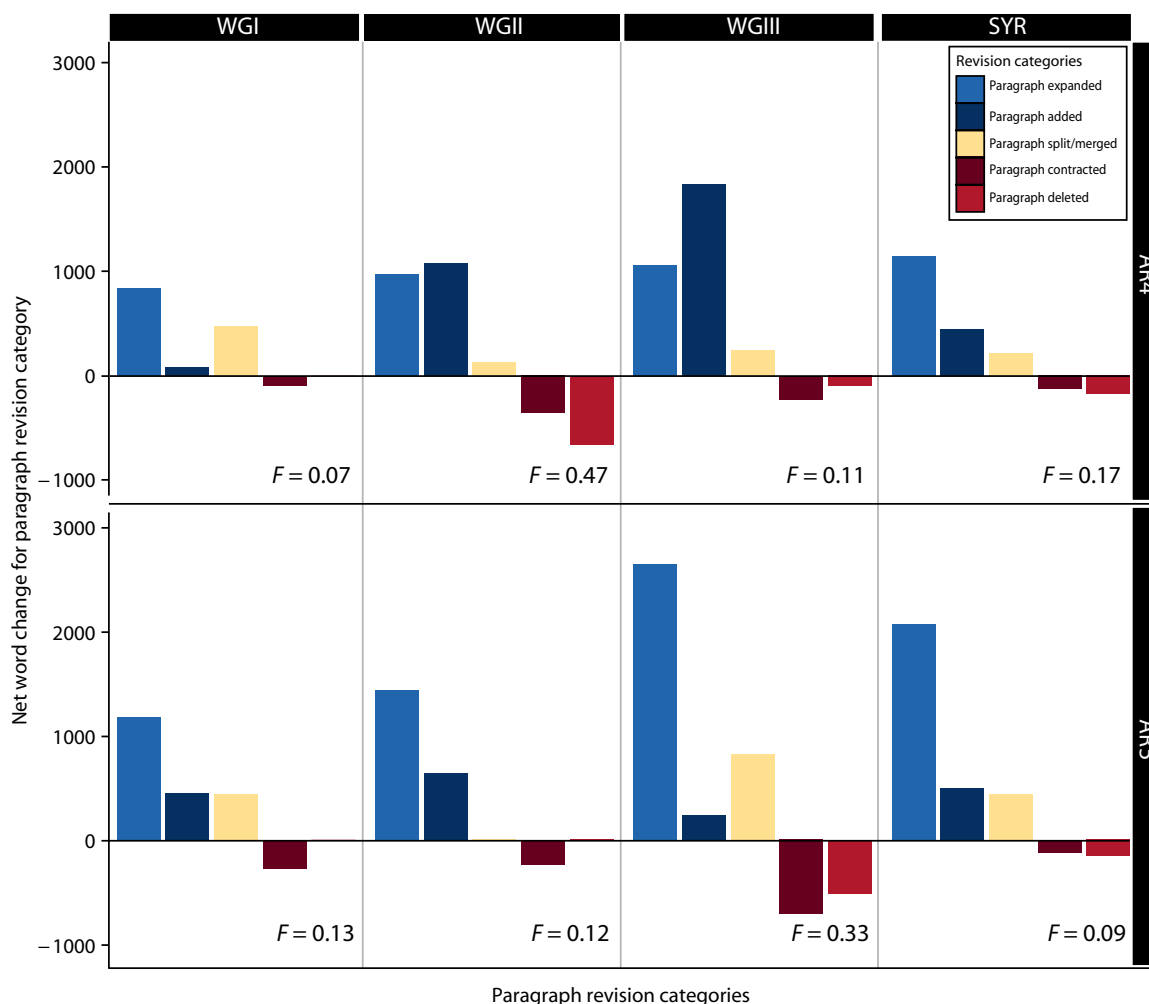 WGI
WGII
WGIII
SYR
Revision categories
Paragraph expanded
Paragraph added
Paragraph split/merged
Paragraph contracted
Paragraph deleted
3000
2000
1000
0
−1000
F = 0.07
F = 0.47
F = 0.11
F = 0.17
AR4
Net word change for paragraph revision category
3000
2000
1000
0
−1000
F = 0.13
F = 0.12
F = 0.33
F = 0.09
AR5
Paragraph revision categories